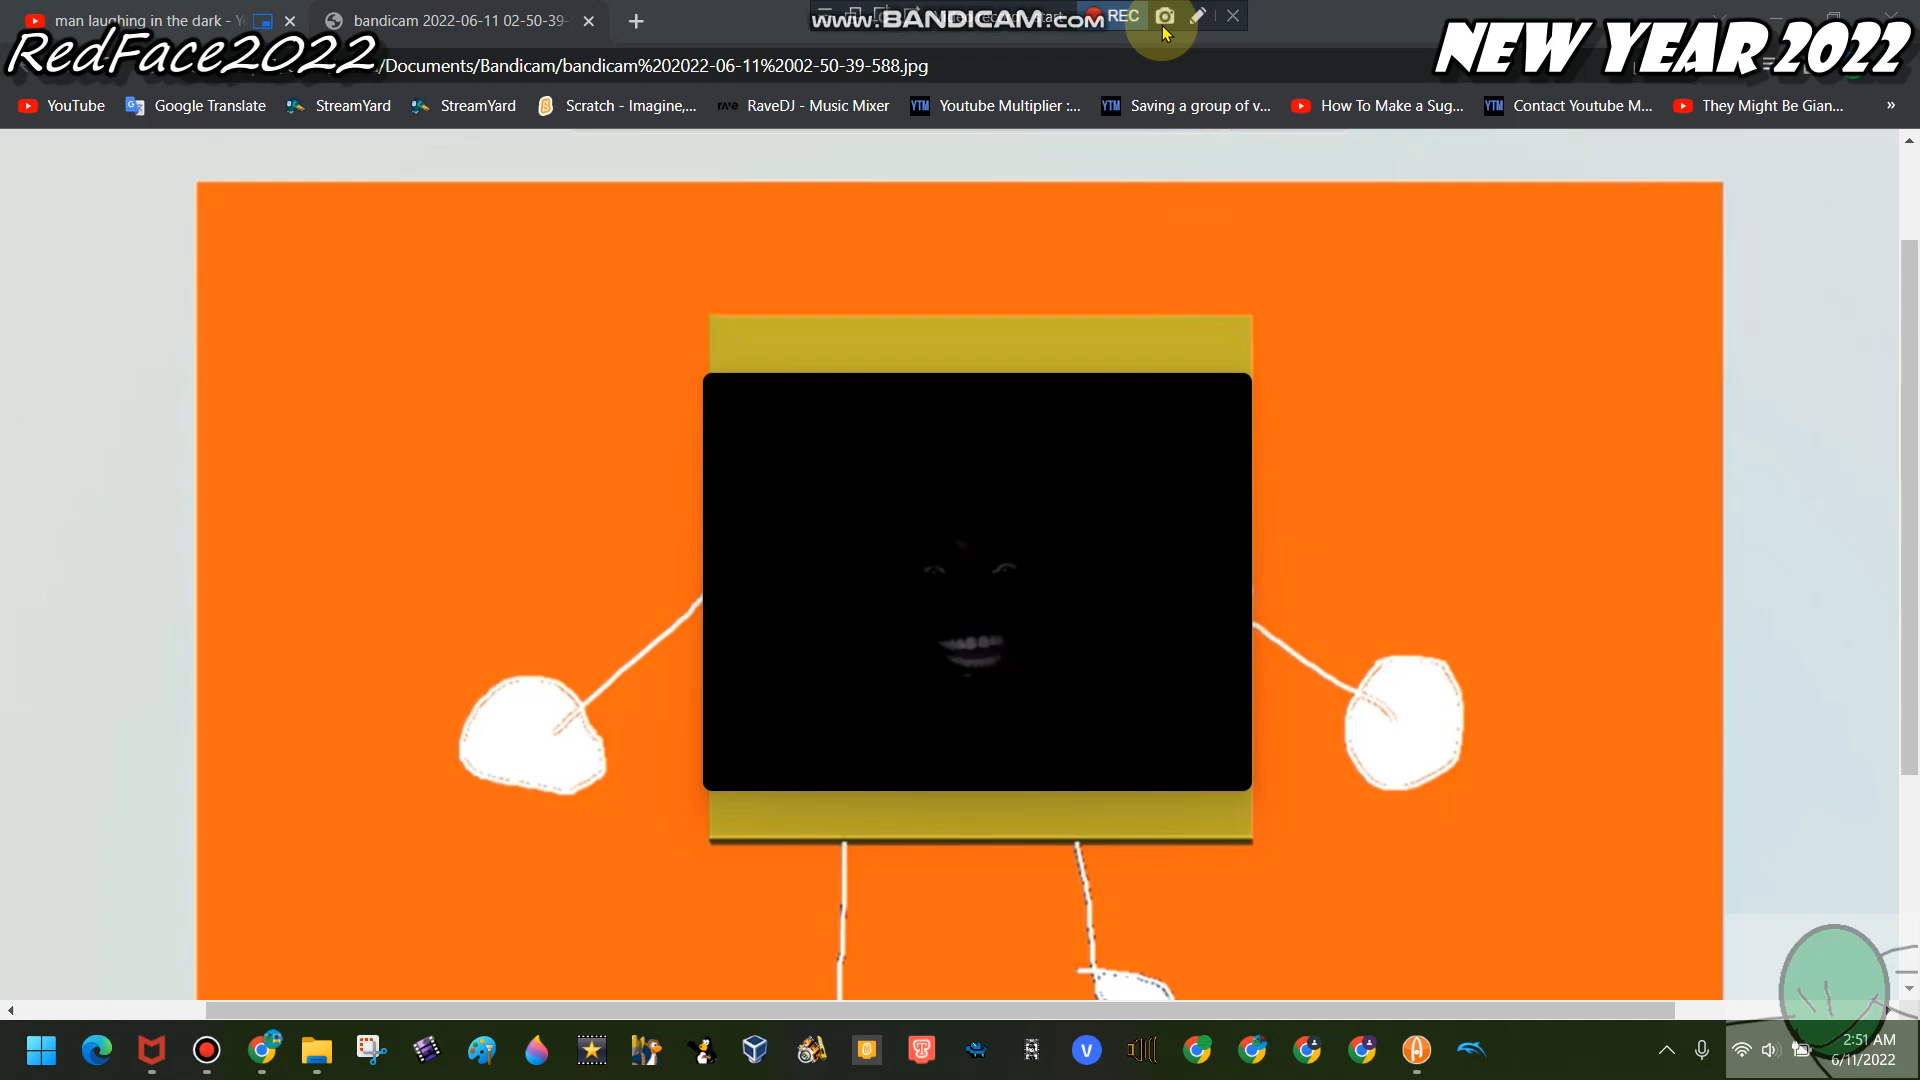 man laughing in the dark - Y
bandicam 2022-06-11 02-50-39-
www.BANDICAM.com
REC
RedFace2022
NEW YEAR 2022
/Documents/Bandicam/bandicam%202022-06-11%2002-50-39-588.jpg
YouTube
Google Translate
StreamYard
StreamYard
Scratch - Imagine,...
RaveDJ - Music Mixer
YTM
Youtube Multiplier :...
YTM
Saving a group of v...
How To Make a Sug...
YTM
Contact Youtube M...
They Might Be Gian...
»
2:51 AM
6/11/2022